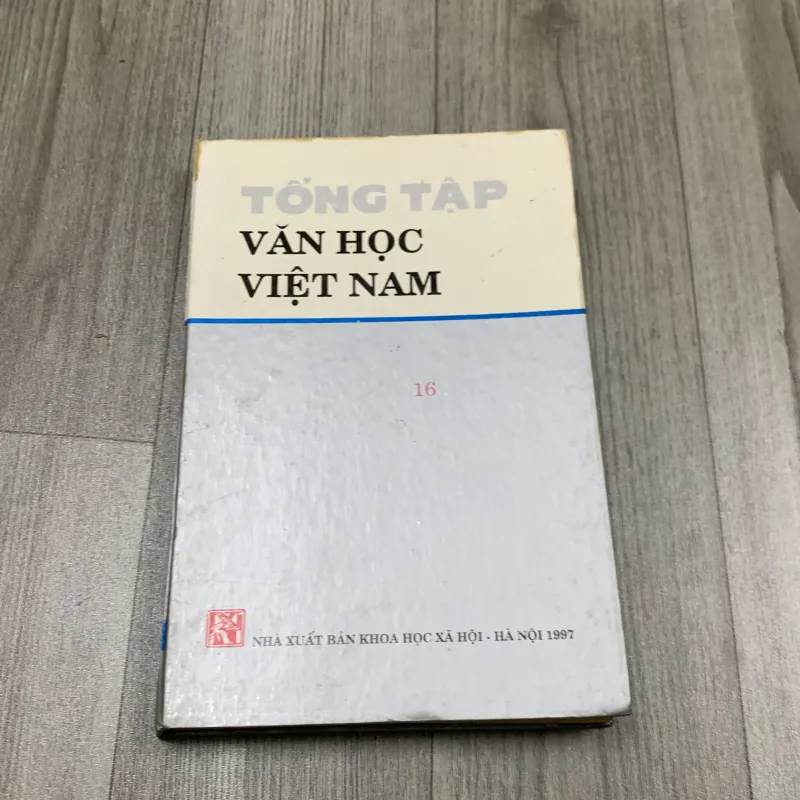 TỔNG TẬP
VĂN HỌC
VIỆT NAM
16
NHÀ XUẤT BẢN KHOA HỌC XÃ HỘI - HÀ NỘI 1997